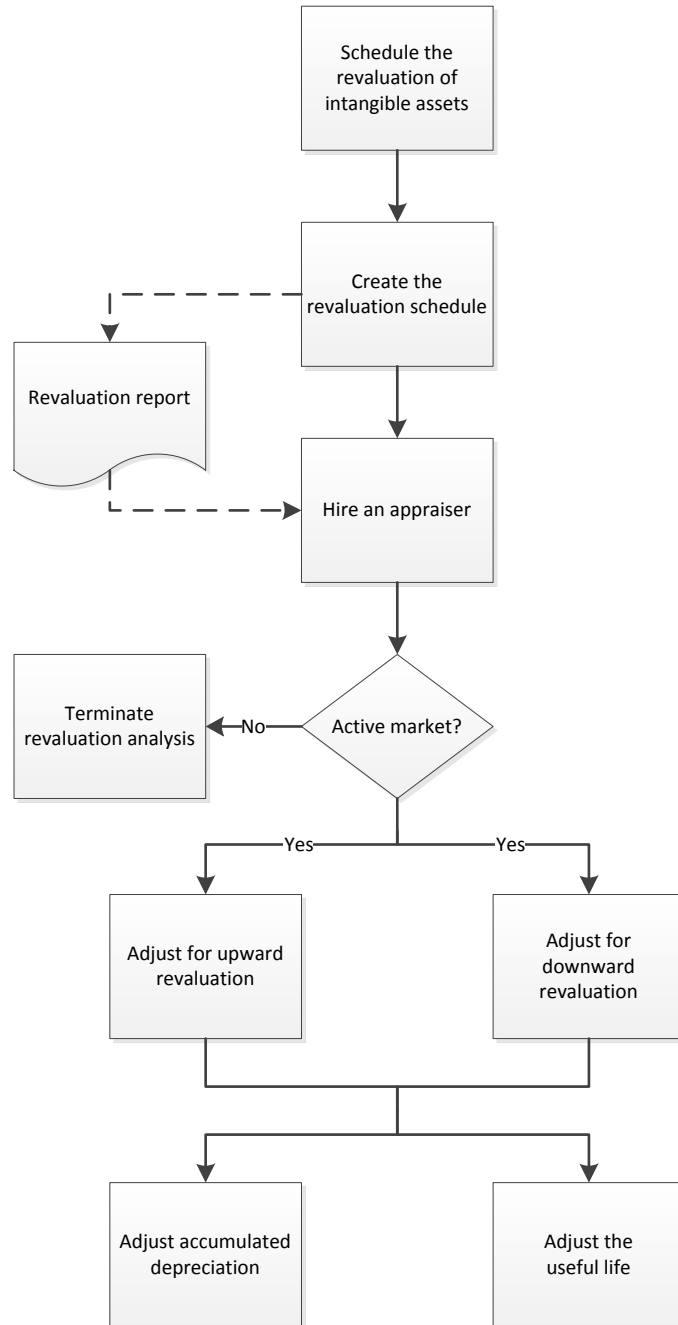 Schedule the
revaluation of
intangible assets
Create the
revaluation schedule
Revaluation report
Hire an appraiser
Terminate
revaluation analysis
No
Active market?
Yes
Yes
Adjust for upward
revaluation
Adjust for
downward
revaluation
Adjust accumulated
depreciation
Adjust the
useful life